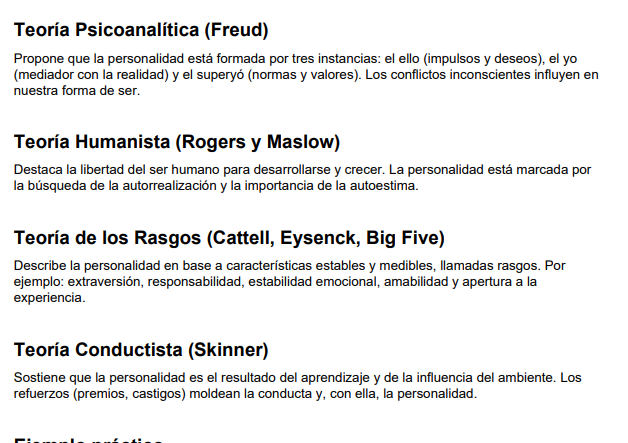 Teoría Psicoanalítica (Freud)
Propone que la personalidad está formada por tres instancias: el ello (impulsos y deseos), el yo
(mediador con la realidad) y el superyó (normas y valores). Los conflictos inconscientes influyen en
nuestra forma de ser.
Teoría Humanista (Rogers y Maslow)
Destaca la libertad del ser humano para desarrollarse y crecer. La personalidad está marcada por
la búsqueda de la autorrealización y la importancia de la autoestima.
Teoría de los Rasgos (Cattell, Eysenck, Big Five)
Describe la personalidad en base a características estables y medibles, llamadas rasgos. Por
ejemplo: extraversión, responsabilidad, estabilidad emocional, amabilidad y apertura a la
experiencia.
Teoría Conductista (Skinner)
Sostiene que la personalidad es el resultado del aprendizaje y de la influencia del ambiente. Los
refuerzos (premios, castigos) moldean la conducta y, con ella, la personalidad.